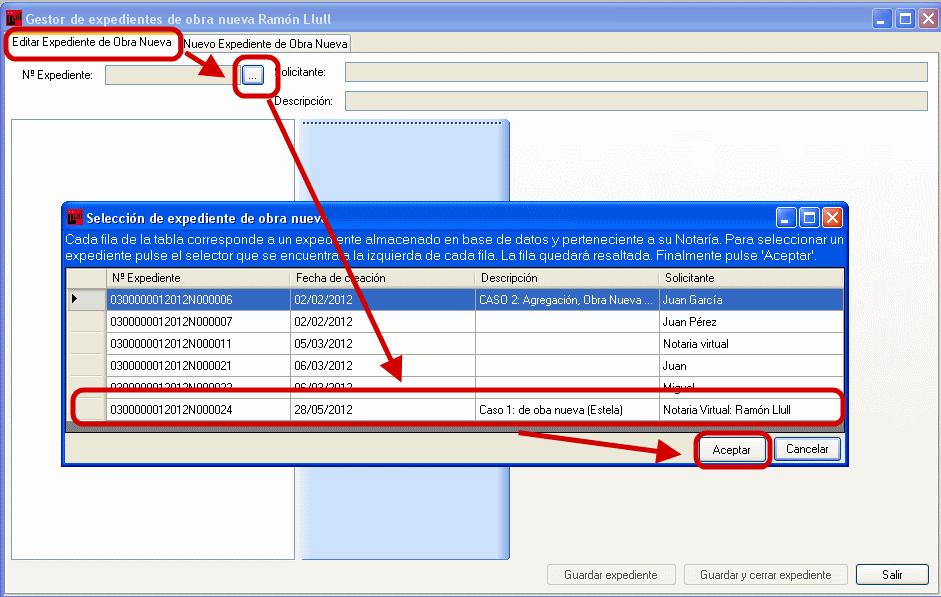 Gestor de expedientes de obra nueva Ramón Llull
Editar Expediente de Obra Nueva
Nuevo Expediente de Obra Nueva
Nº Expediente:
...
olicitante:
Descripción:
Selección de expediente de obra nueva
Cada fila de la tabla corresponde a un expediente almacenado en base de datos y perteneciente a su Notaría. Para seleccionar un
expediente pulse el selector que se encuentra a la izquierda de cada fila. La fila quedará resaltada. Finalmente pulse 'Aceptar'.
Nº Expediente Fecha de creación Descripción Solicitante
0300000012012N000006 02/02/2012 CASO 2: Agregación, Obra Nueva ... Juan García
0300000012012N000007 02/02/2012 Juan Pérez
0300000012012N000011 05/03/2012 Notaria virtual
0300000012012N000021 06/03/2012 Juan
0300000012012N000022 06/03/2012 Miguel
0300000012012N000024 28/05/2012 Caso 1: de oba nueva (Estela) Notaria Virtual: Ramón Llull
Aceptar Cancelar
Guardar expediente Guardar y cerrar expediente Salir